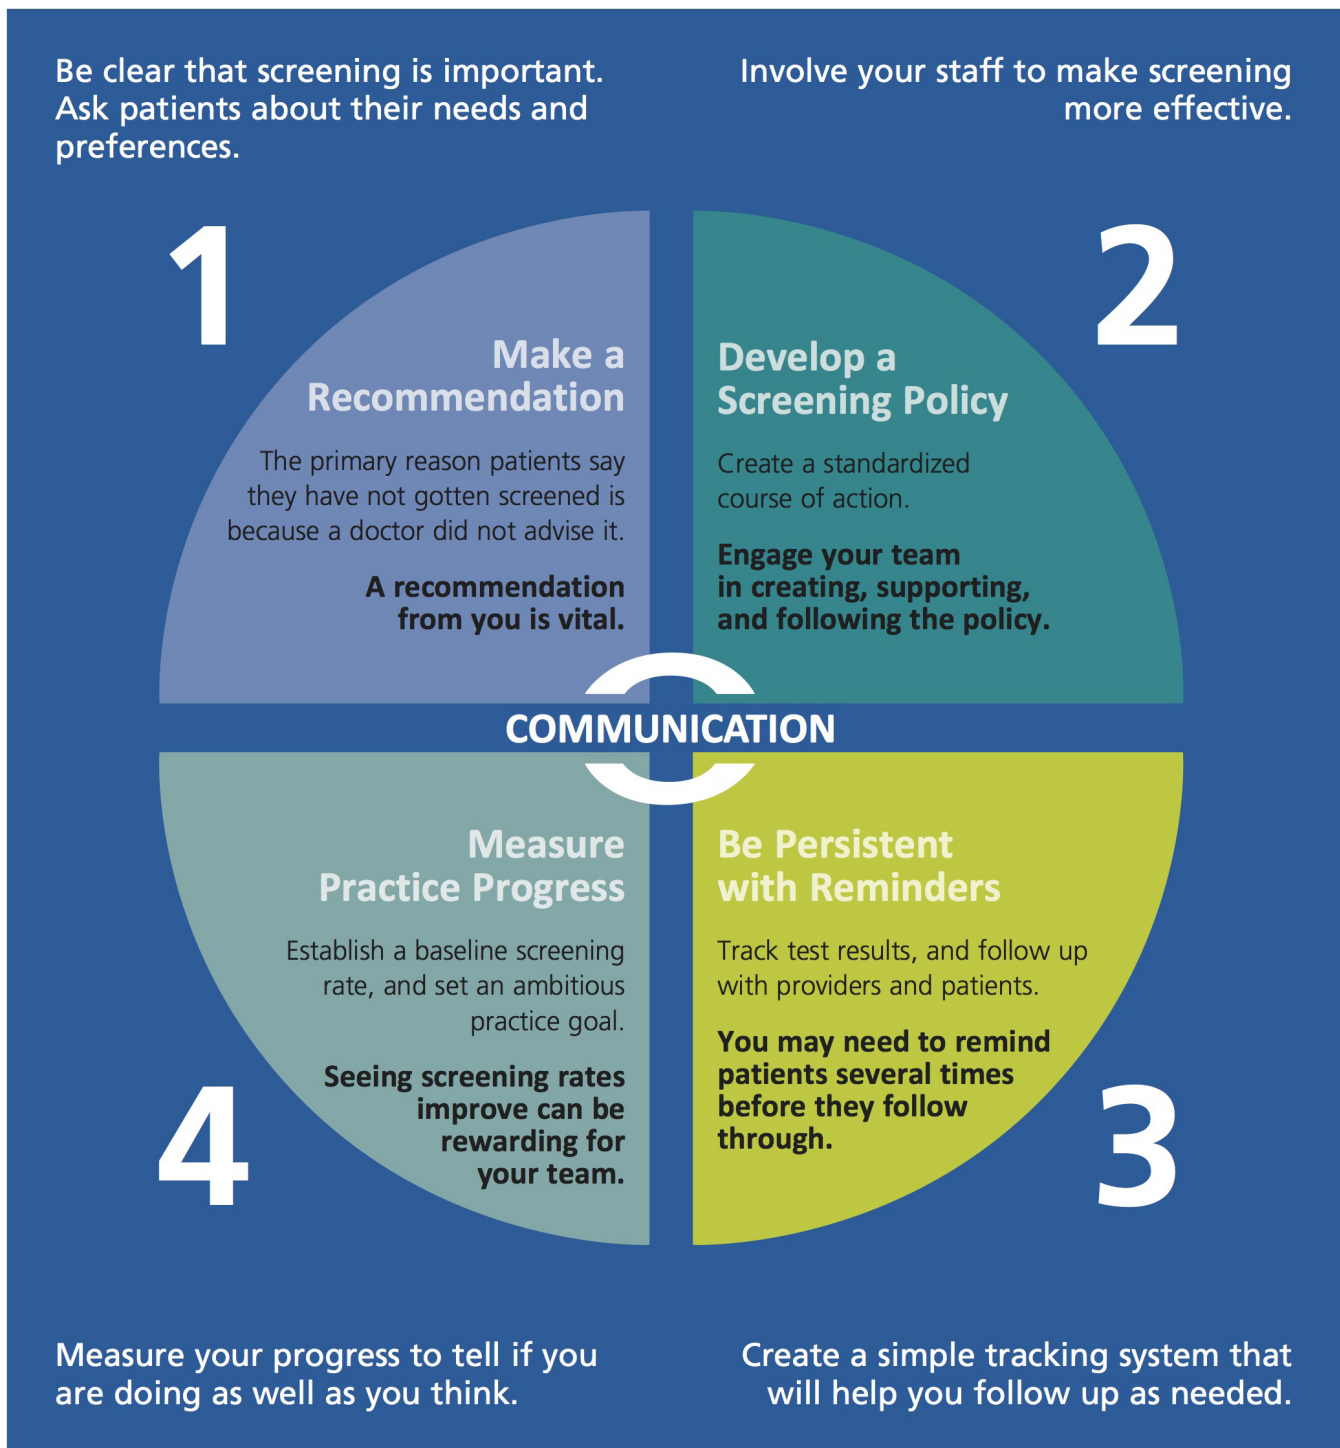 Be clear that screening is important.
Ask patients about their needs and
preferences.
1
Make a
Recommendation
The primary reason patients say
they have not gotten screened is
because a doctor did not advise it.
A recommendation
from you is vital.
Involve your staff to make screening
more effective.
2
Develop a
Screening Policy
Create a standardized
course of action.
Engage your team
in creating, supporting,
and following the policy.
COMMUNICATION
Be Persistent
with Reminders
Track test results, and follow up
with providers and patients.
You may need to remind
patients several times
before they follow
through.
3
Create a simple tracking system that
will help you follow up as needed.
Measure
Practice Progress
Establish a baseline screening
rate, and set an ambitious
practice goal.
Seeing screening rates
improve can be
rewarding for
your team.
4
Measure your progress to tell if you
are doing as well as you think.